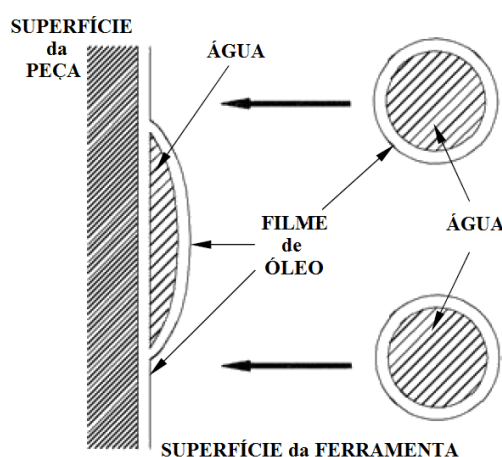 SUPERFÍCIE
da
PEÇA
ÁGUA
FILME
de
ÓLEO
ÁGUA
SUPERFÍCIE da FERRAMENTA